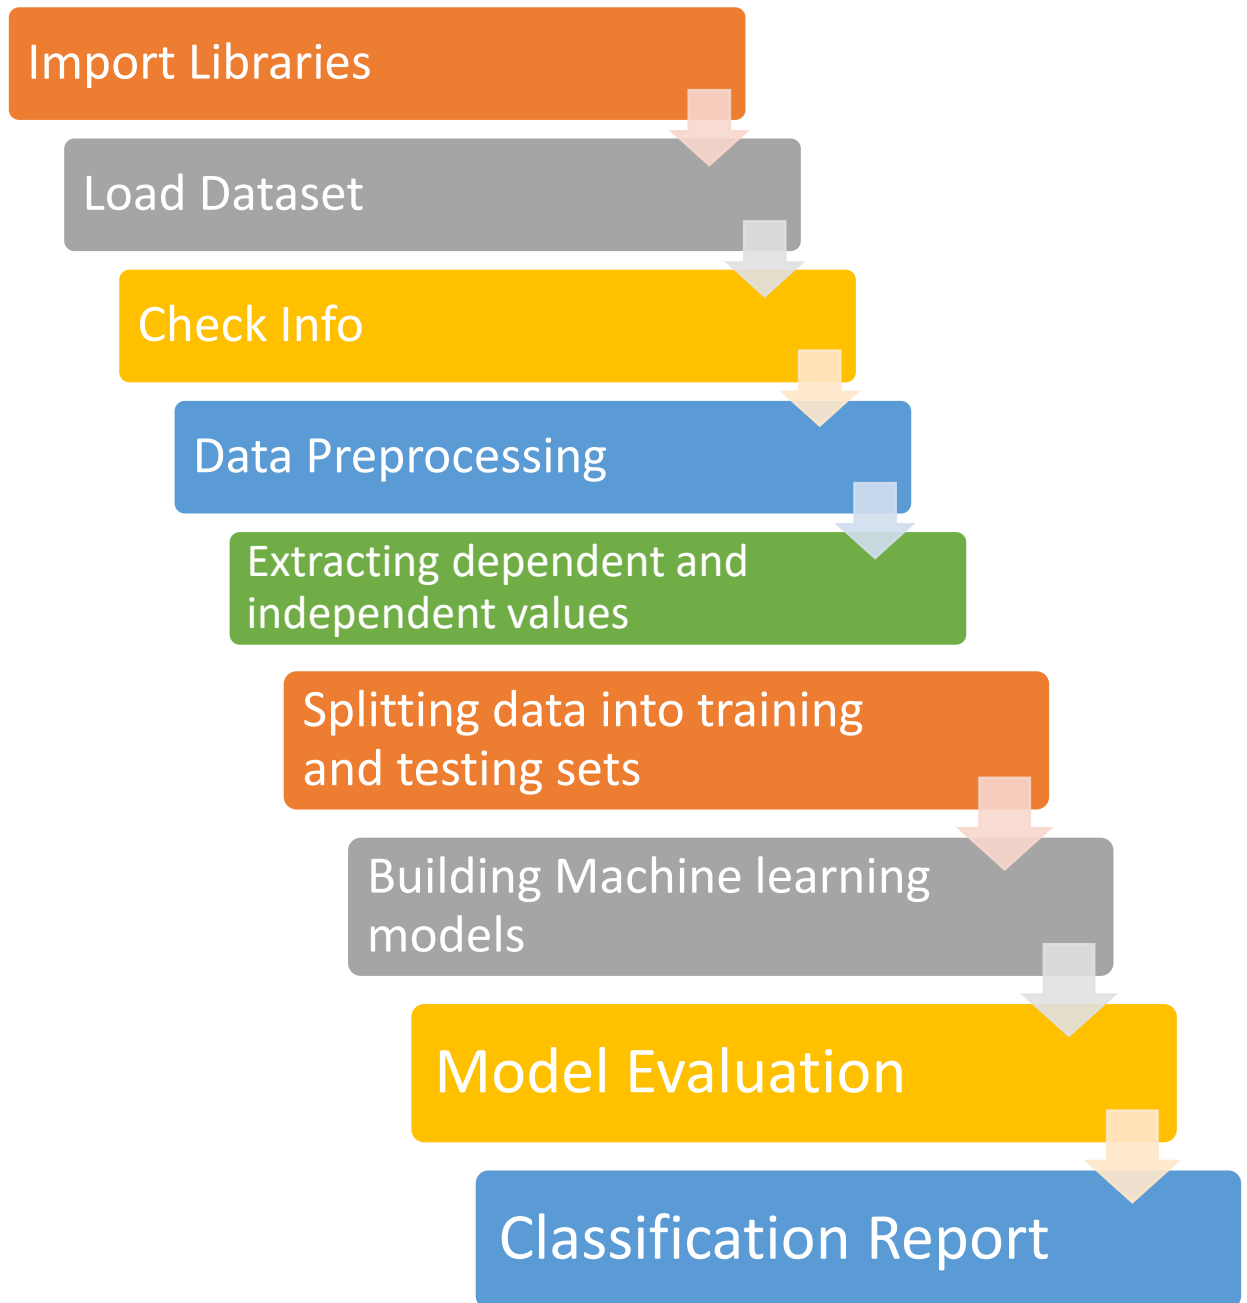 Import Libraries
Load Dataset
Check Info
Data Preprocessing
Extracting dependent and
independent values
Splitting data into training
and testing sets
Building Machine learning
models
Model Evaluation
Classification Report